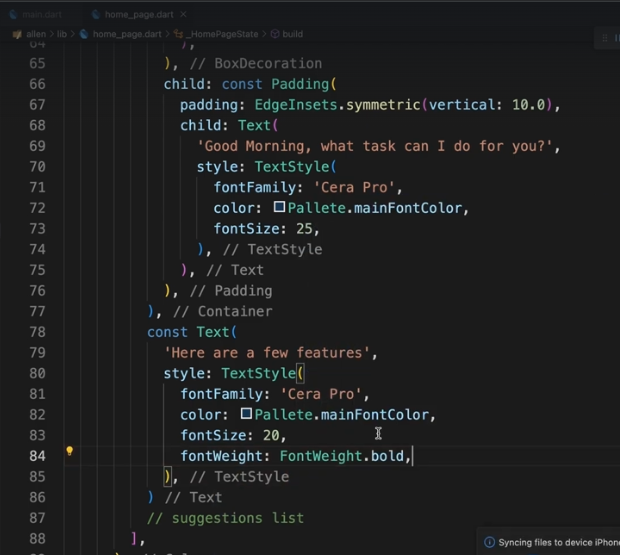 main.dart home_page.dart ×
allen > lib > home_page.dart > _HomePageState > build
64 ),
65 ), // BoxDecoration
66 child: const Padding(
67 padding: EdgeInsets.symmetric(vertical: 10.0),
68 child: Text(
69 'Good Morning, what task can I do for you?',
70 style: TextStyle(
71 fontFamily: 'Cera Pro',
72 color: Pallete.mainFontColor,
73 fontSize: 25,
74 ), // TextStyle
75 ), // Text
76 ), // Padding
77 ), // Container
78 const Text(
79 'Here are a few features',
80 style: TextStyle(
81 fontFamily: 'Cera Pro',
82 color: Pallete.mainFontColor,
83 fontSize: 20,
84 fontWeight: FontWeight.bold,
85 ), // TextStyle
86 ) // Text
87 // suggestions list
88 ],
Syncing files to device iPhone